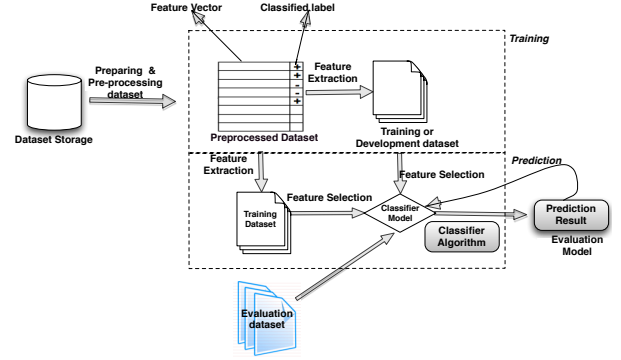 Feature Vector
Classified label
Training
Preparing &
Pre-processing
dataset
Dataset Storage
+
+
-
-
+
Preprocessed Dataset
Feature
Extraction
Training or
Development dataset
Feature
Extraction
Feature Selection
Prediction
Training
Dataset
Feature Selection
Classifier
Model
Classifier
Algorithm
Prediction
Result
Evaluation
Model
Evaluation
dataset